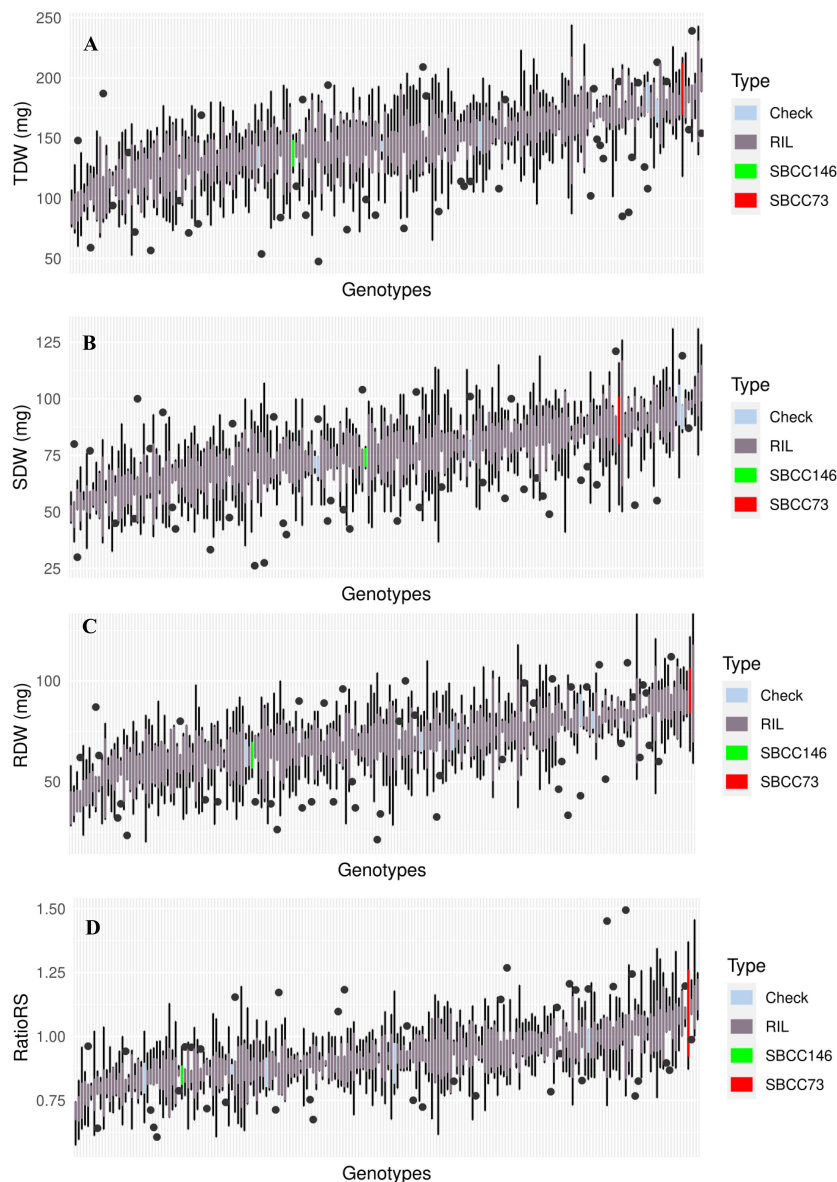 A
250
200
150
100
50
TDW (mg)
Genotypes
Type
Check
RIL
SBCC146
SBCC73
B
125
100
75
50
25
SDW (mg)
Genotypes
Type
Check
RIL
SBCC146
SBCC73
C
100
50
RDW (mg)
Genotypes
Type
Check
RIL
SBCC146
SBCC73
D
1.50
1.25
1.00
0.75
RatioRS
Genotypes
Type
Check
RIL
SBCC146
SBCC73